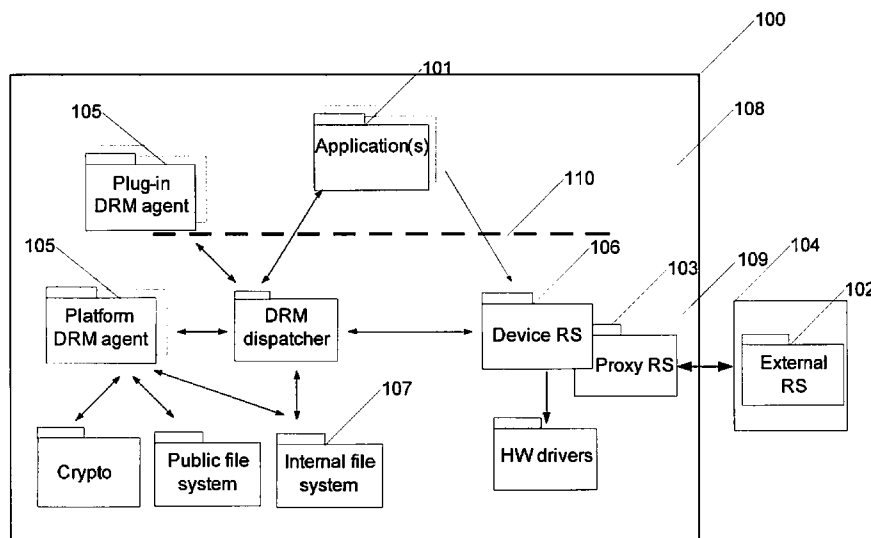 100
101
105
108
Application(s)
Plug-in
DRM agent
110
105
106
103
109
104
102
Platform
DRM agent
DRM
dispatcher
Device RS
Proxy RS
External
RS
107
Crypto
Public file
system
Internal file
system
HW drivers